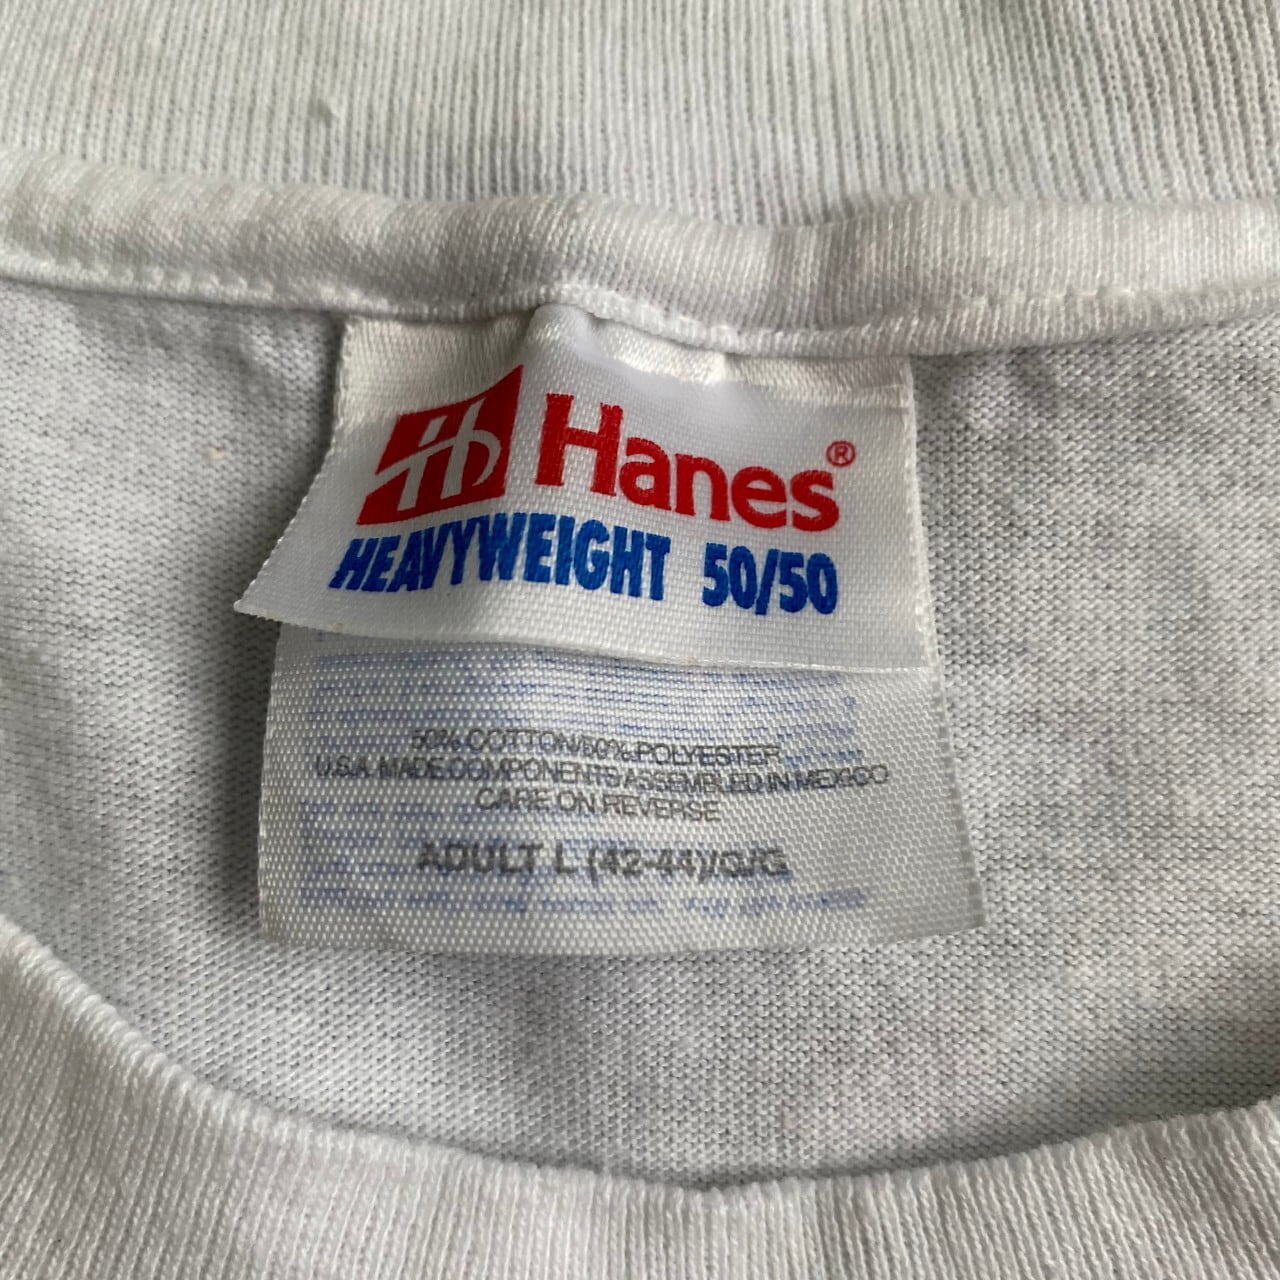 Hanes®
HEAVYWEIGHT 50/50
50% COTTON/50% POLYESTER
U.S.A. MADE COMPONENTS ASSEMBLED IN MEXICO
CARE ON REVERSE
ADULT L (42-44)/G/G